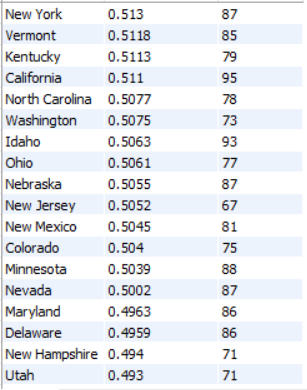 New York 0.513 87
Vermont 0.5118 85
Kentucky 0.5113 79
California 0.511 95
North Carolina 0.5077 78
Washington 0.5075 73
Idaho 0.5063 93
Ohio 0.5061 77
Nebraska 0.5055 87
New Jersey 0.5052 67
New Mexico 0.5045 81
Colorado 0.504 75
Minnesota 0.5039 88
Nevada 0.5002 87
Maryland 0.4963 86
Delaware 0.4959 86
New Hampshire 0.494 71
Utah 0.493 71